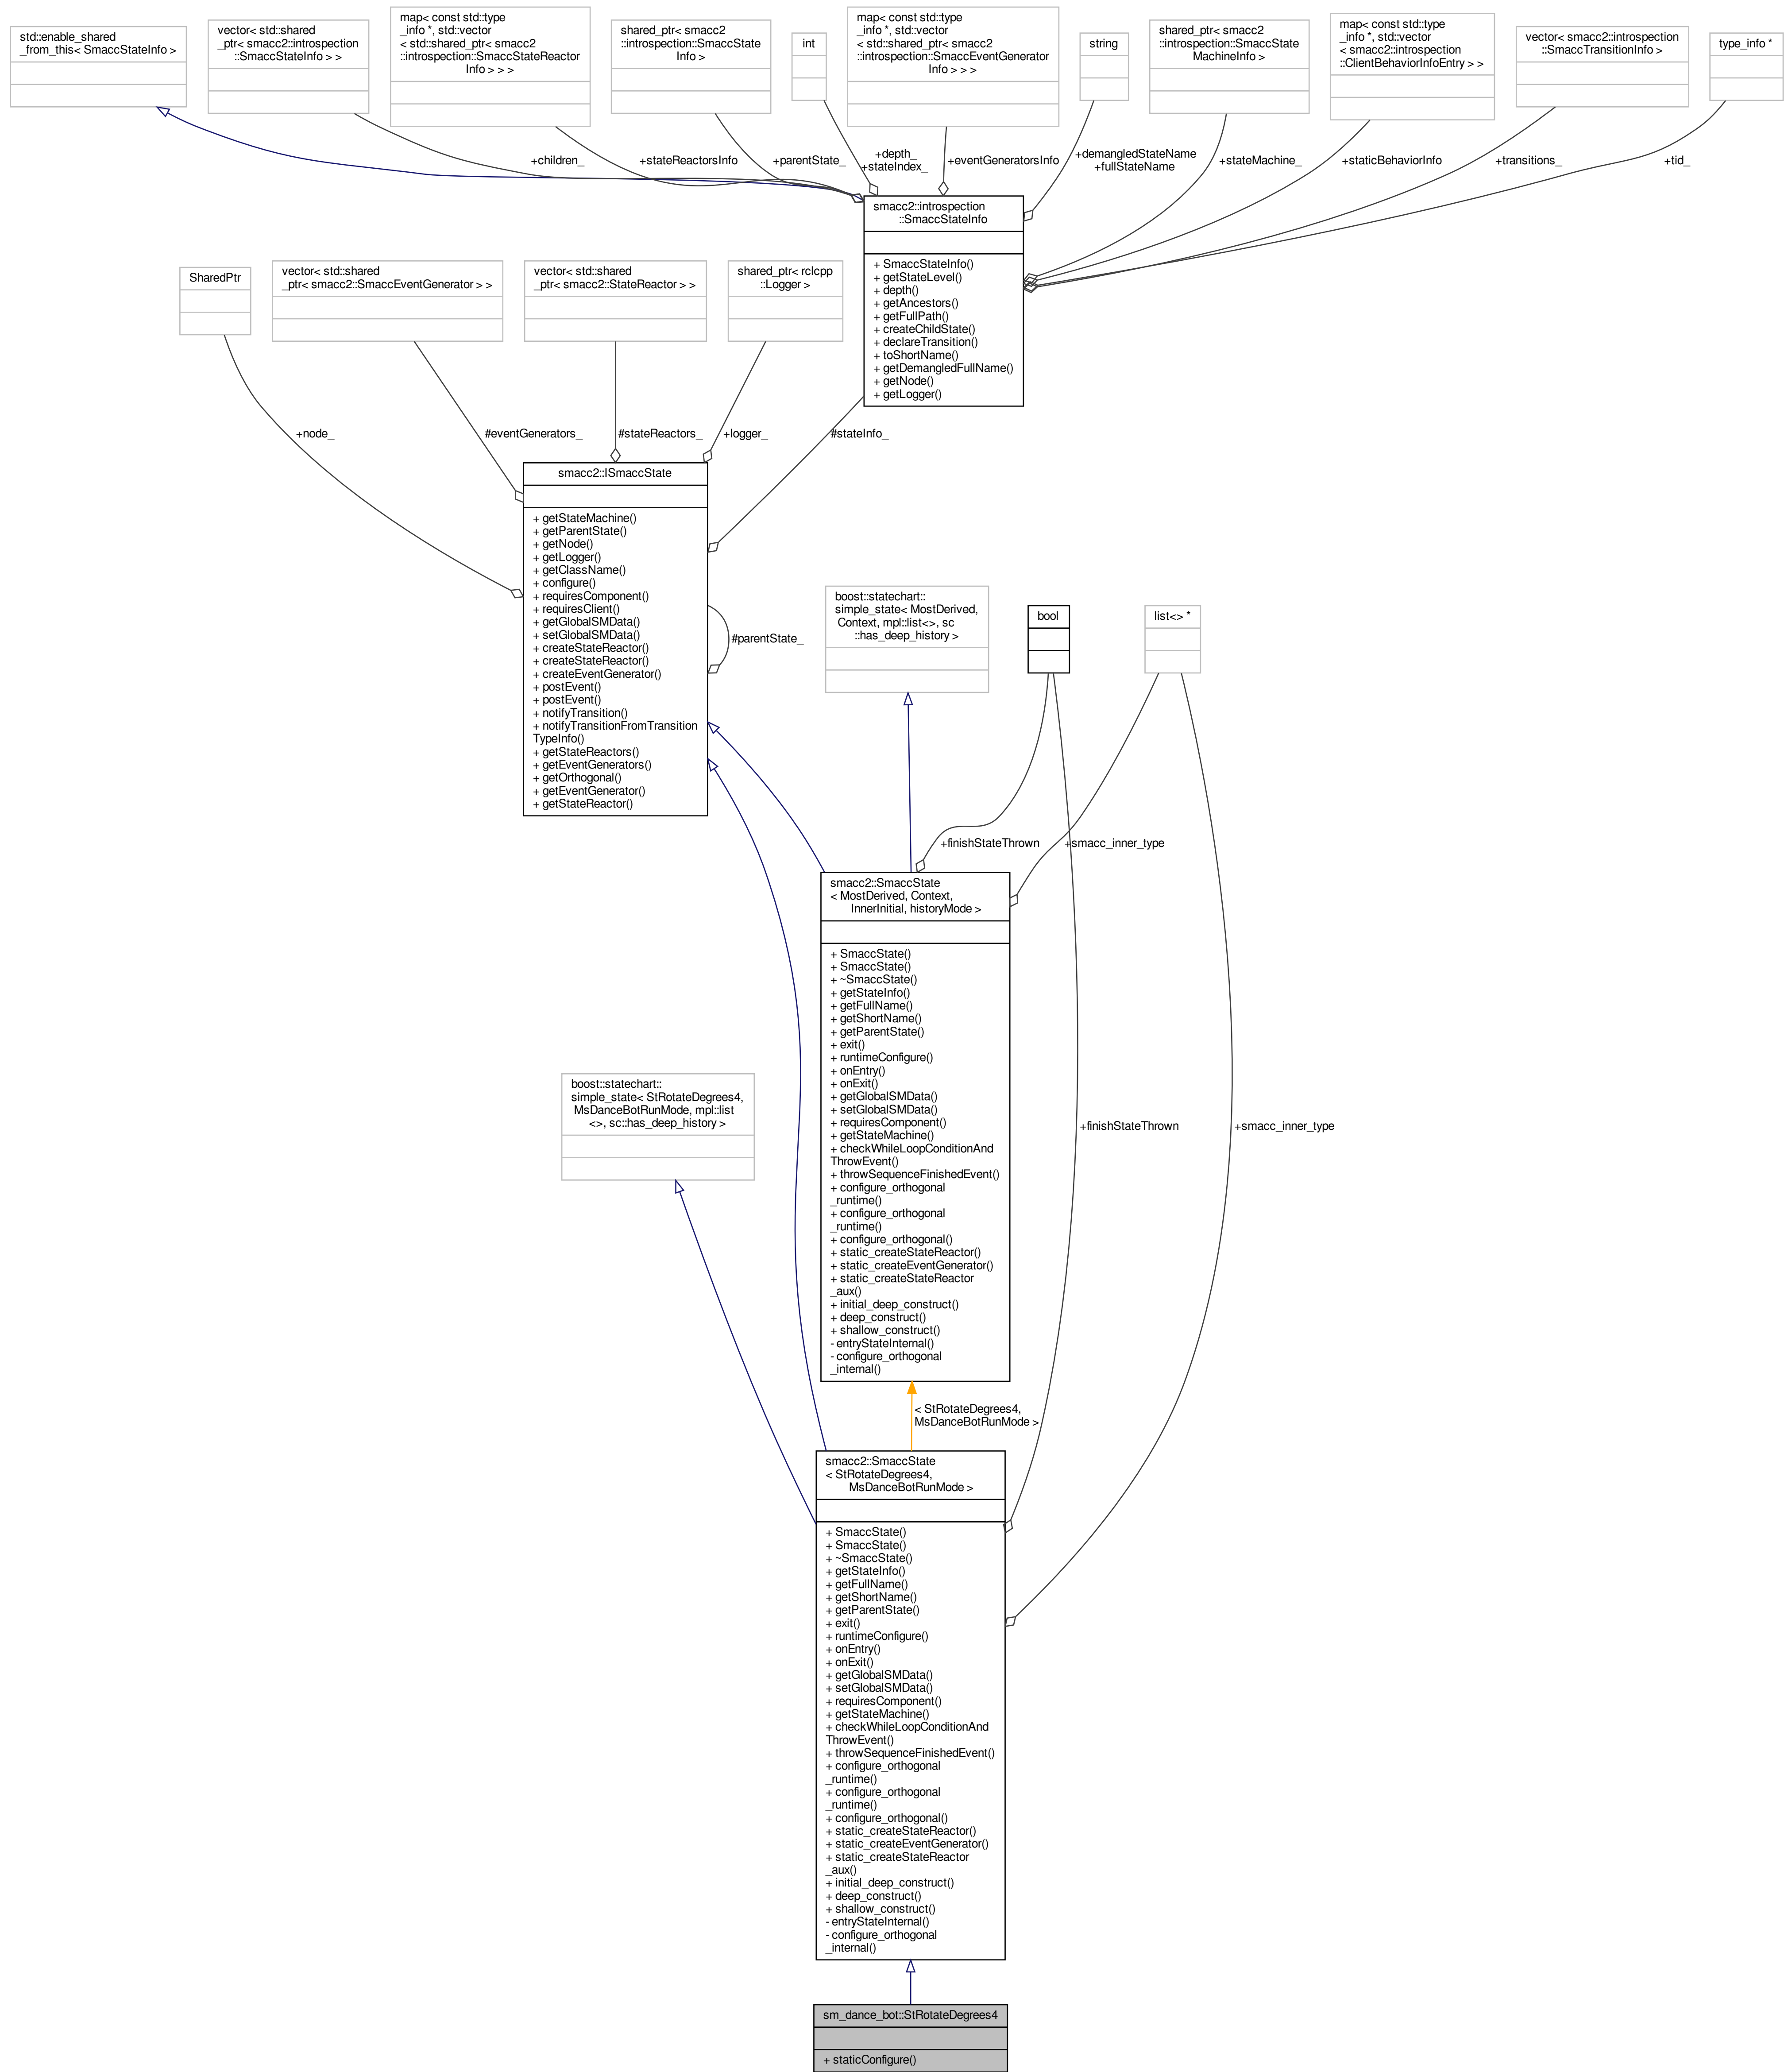 std::enable_shared
_from_this< SmaccStateInfo >
vector< std::shared
_ptr< smacc2::introspection
::SmaccStateInfo > >
map< const std::type
_info *, std::vector
< std::shared_ptr< smacc2
::introspection::SmaccStateReactor
Info > > >
shared_ptr< smacc2
::introspection::SmaccState
Info >
int
map< const std::type
_info *, std::vector
< std::shared_ptr< smacc2
::introspection::SmaccEventGenerator
Info > > >
string
shared_ptr< smacc2
::introspection::SmaccState
MachineInfo >
map< const std::type
_info *, std::vector
< smacc2::introspection
::ClientBehaviorInfoEntry > >
vector< smacc2::introspection
::SmaccTransitionInfo >
type_info *
+children_
+stateReactorsInfo
+parentState_
+depth_
+stateIndex_
+eventGeneratorsInfo
+demangledStateName
+fullStateName
+stateMachine_
+staticBehaviorInfo
+transitions_
+tid_
smacc2::introspection
::SmaccStateInfo
+ SmaccStateInfo()
+ getStateLevel()
+ depth()
+ getAncestors()
+ getFullPath()
+ createChildState()
+ declareTransition()
+ toShortName()
+ getDemangledFullName()
+ getNode()
+ getLogger()
SharedPtr
vector< std::shared
_ptr< smacc2::SmaccEventGenerator > >
vector< std::shared
_ptr< smacc2::StateReactor > >
shared_ptr< rclcpp
::Logger >
+node_
#eventGenerators_
#stateReactors_
+logger_
#stateInfo_
smacc2::ISmaccState
+ getStateMachine()
+ getParentState()
+ getNode()
+ getLogger()
+ getClassName()
+ configure()
+ requiresComponent()
+ requiresClient()
+ getGlobalSMData()
+ setGlobalSMData()
+ createStateReactor()
+ createStateReactor()
+ createEventGenerator()
+ postEvent()
+ postEvent()
+ notifyTransition()
+ notifyTransitionFromTransition
TypeInfo()
+ getStateReactors()
+ getEventGenerators()
+ getOrthogonal()
+ getEventGenerator()
+ getStateReactor()
#parentState_
boost::statechart::
simple_state< MostDerived,
Context, mpl::list<>, sc
::has_deep_history >
bool
list<> *
+finishStateThrown
+smacc_inner_type
smacc2::SmaccState
< MostDerived, Context,
InnerInitial, historyMode >
+ SmaccState()
+ SmaccState()
+ ~SmaccState()
+ getStateInfo()
+ getFullName()
+ getShortName()
+ getParentState()
+ exit()
+ runtimeConfigure()
+ onEntry()
+ onExit()
+ getGlobalSMData()
+ setGlobalSMData()
+ requiresComponent()
+ getStateMachine()
+ checkWhileLoopConditionAnd
ThrowEvent()
+ throwSequenceFinishedEvent()
+ configure_orthogonal
_runtime()
+ configure_orthogonal
_runtime()
+ configure_orthogonal()
+ static_createStateReactor()
+ static_createEventGenerator()
+ static_createStateReactor
_aux()
+ initial_deep_construct()
+ deep_construct()
+ shallow_construct()
- entryStateInternal()
- configure_orthogonal
_internal()
boost::statechart::
simple_state< StRotateDegrees4,
MsDanceBotRunMode, mpl::list
<>, sc::has_deep_history >
+finishStateThrown
+smacc_inner_type
< StRotateDegrees4,
MsDanceBotRunMode >
smacc2::SmaccState
< StRotateDegrees4,
MsDanceBotRunMode >
+ SmaccState()
+ SmaccState()
+ ~SmaccState()
+ getStateInfo()
+ getFullName()
+ getShortName()
+ getParentState()
+ exit()
+ runtimeConfigure()
+ onEntry()
+ onExit()
+ getGlobalSMData()
+ setGlobalSMData()
+ requiresComponent()
+ getStateMachine()
+ checkWhileLoopConditionAnd
ThrowEvent()
+ throwSequenceFinishedEvent()
+ configure_orthogonal
_runtime()
+ configure_orthogonal
_runtime()
+ configure_orthogonal()
+ static_createStateReactor()
+ static_createEventGenerator()
+ static_createStateReactor
_aux()
+ initial_deep_construct()
+ deep_construct()
+ shallow_construct()
- entryStateInternal()
- configure_orthogonal
_internal()
sm_dance_bot::StRotateDegrees4
+ staticConfigure()